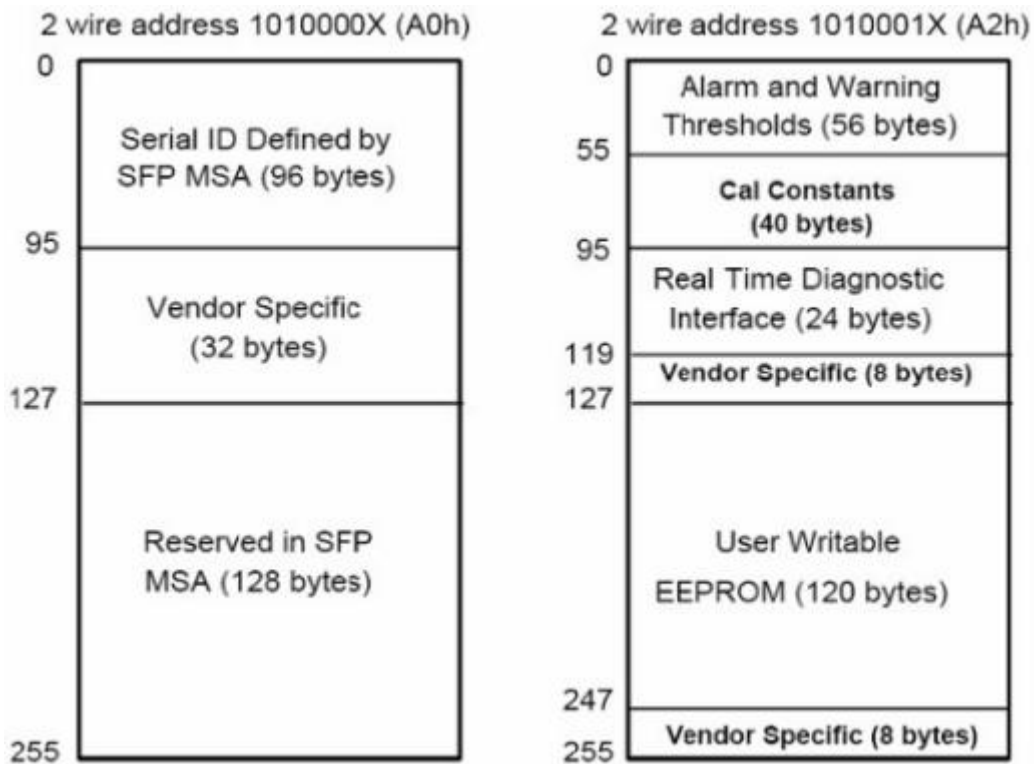 2 wire address 1010000X (A0h)
0
Serial ID Defined by
SFP MSA (96 bytes)
95
Vendor Specific
(32 bytes)
127
Reserved in SFP
MSA (128 bytes)
255
2 wire address 1010001X (A2h)
0
Alarm and Warning
Thresholds (56 bytes)
55
Cal Constants
(40 bytes)
95
Real Time Diagnostic
Interface (24 bytes)
119
Vendor Specific (8 bytes)
127
User Writable
EEPROM (120 bytes)
247
Vendor Specific (8 bytes)
255